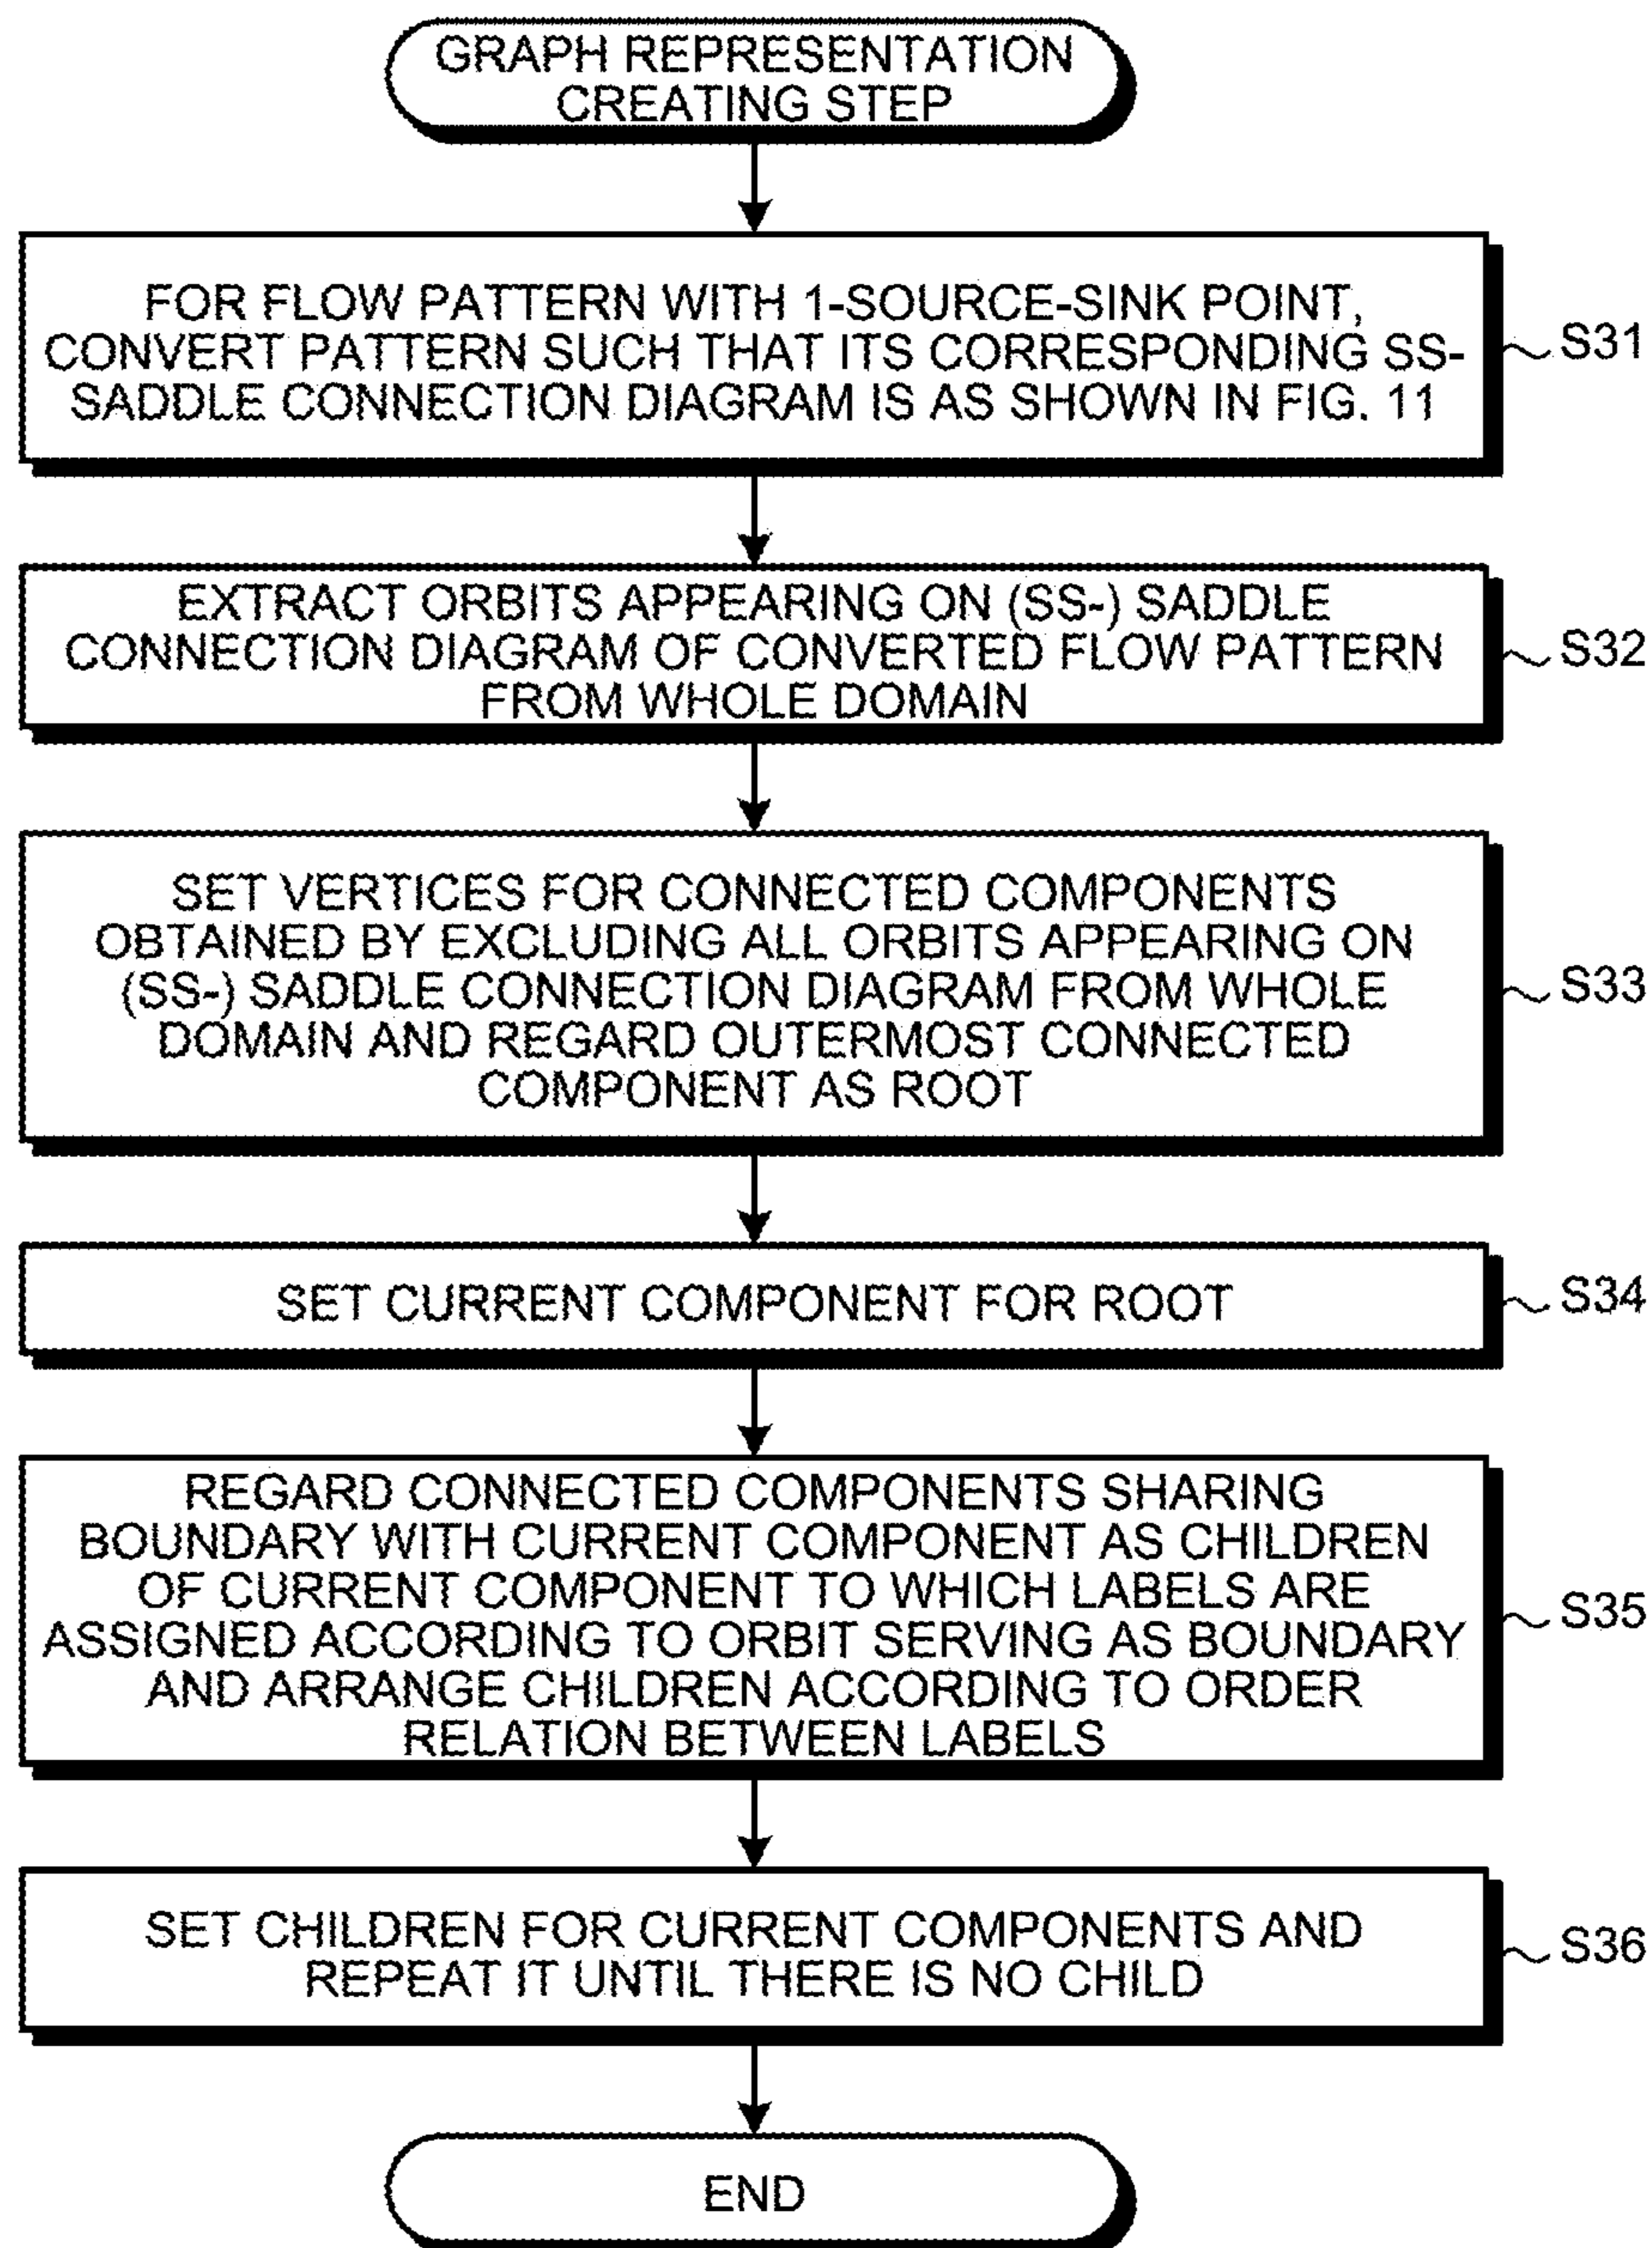 GRAPH REPRESENTATION
CREATING STEP
FOR FLOW PATTERN WITH 1-SOURCE-SINK POINT,
CONVERT PATTERN SUCH THAT ITS CORRESPONDING SS-
SADDLE CONNECTION DIAGRAM IS AS SHOWN IN FIG. 11
S31
EXTRACT ORBITS APPEARING ON (SS-) SADDLE
CONNECTION DIAGRAM OF CONVERTED FLOW PATTERN
FROM WHOLE DOMAIN
S32
SET VERTICES FOR CONNECTED COMPONENTS
OBTAINED BY EXCLUDING ALL ORBITS APPEARING ON
(SS-) SADDLE CONNECTION DIAGRAM FROM WHOLE
DOMAIN AND REGARD OUTERMOST CONNECTED
COMPONENT AS ROOT
S33
SET CURRENT COMPONENT FOR ROOT
S34
REGARD CONNECTED COMPONENTS SHARING
BOUNDARY WITH CURRENT COMPONENT AS CHILDREN
OF CURRENT COMPONENT TO WHICH LABELS ARE
ASSIGNED ACCORDING TO ORBIT SERVING AS BOUNDARY
AND ARRANGE CHILDREN ACCORDING TO ORDER
RELATION BETWEEN LABELS
S35
SET CHILDREN FOR CURRENT COMPONENTS AND
REPEAT IT UNTIL THERE IS NO CHILD
S36
END